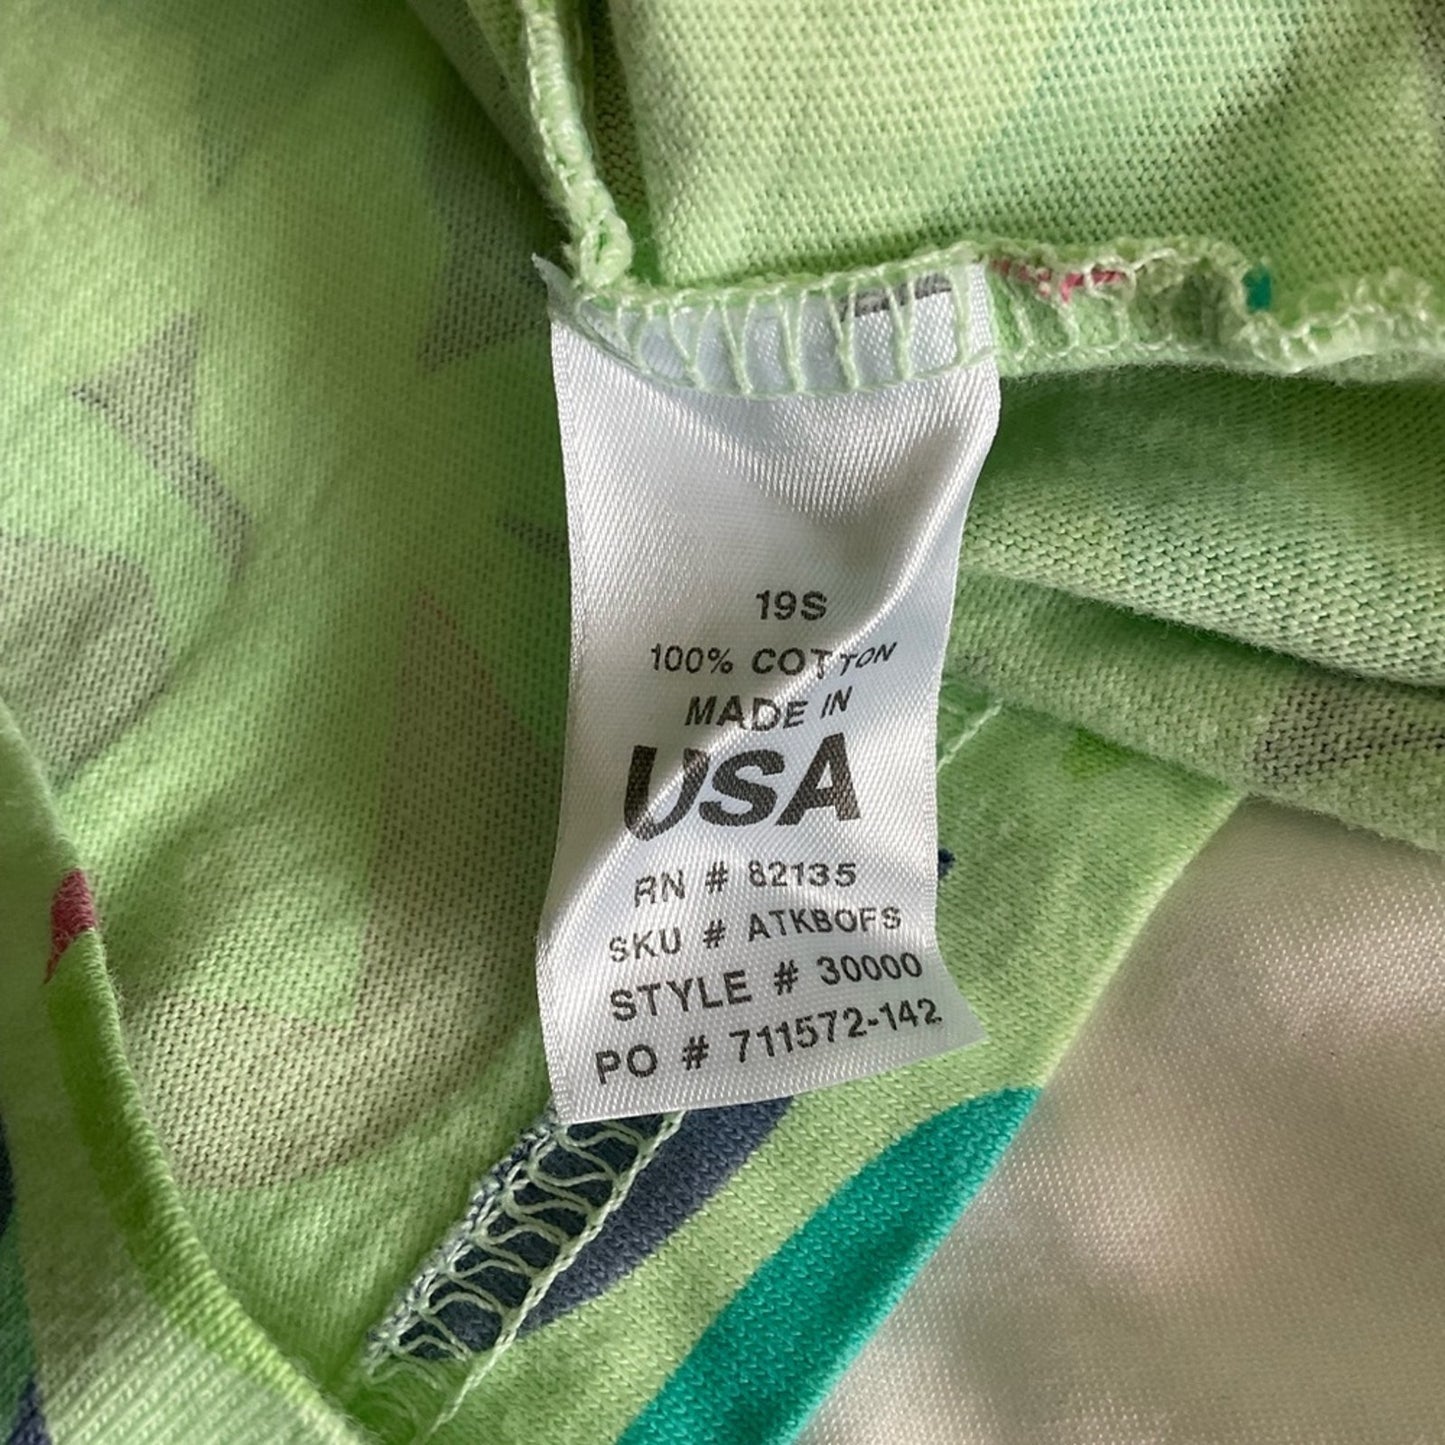 19S
100% COTTON
MADE IN
USA
RN # 82135
SKU # ATKBOFS
STYLE # 30000
PO # 711572-142